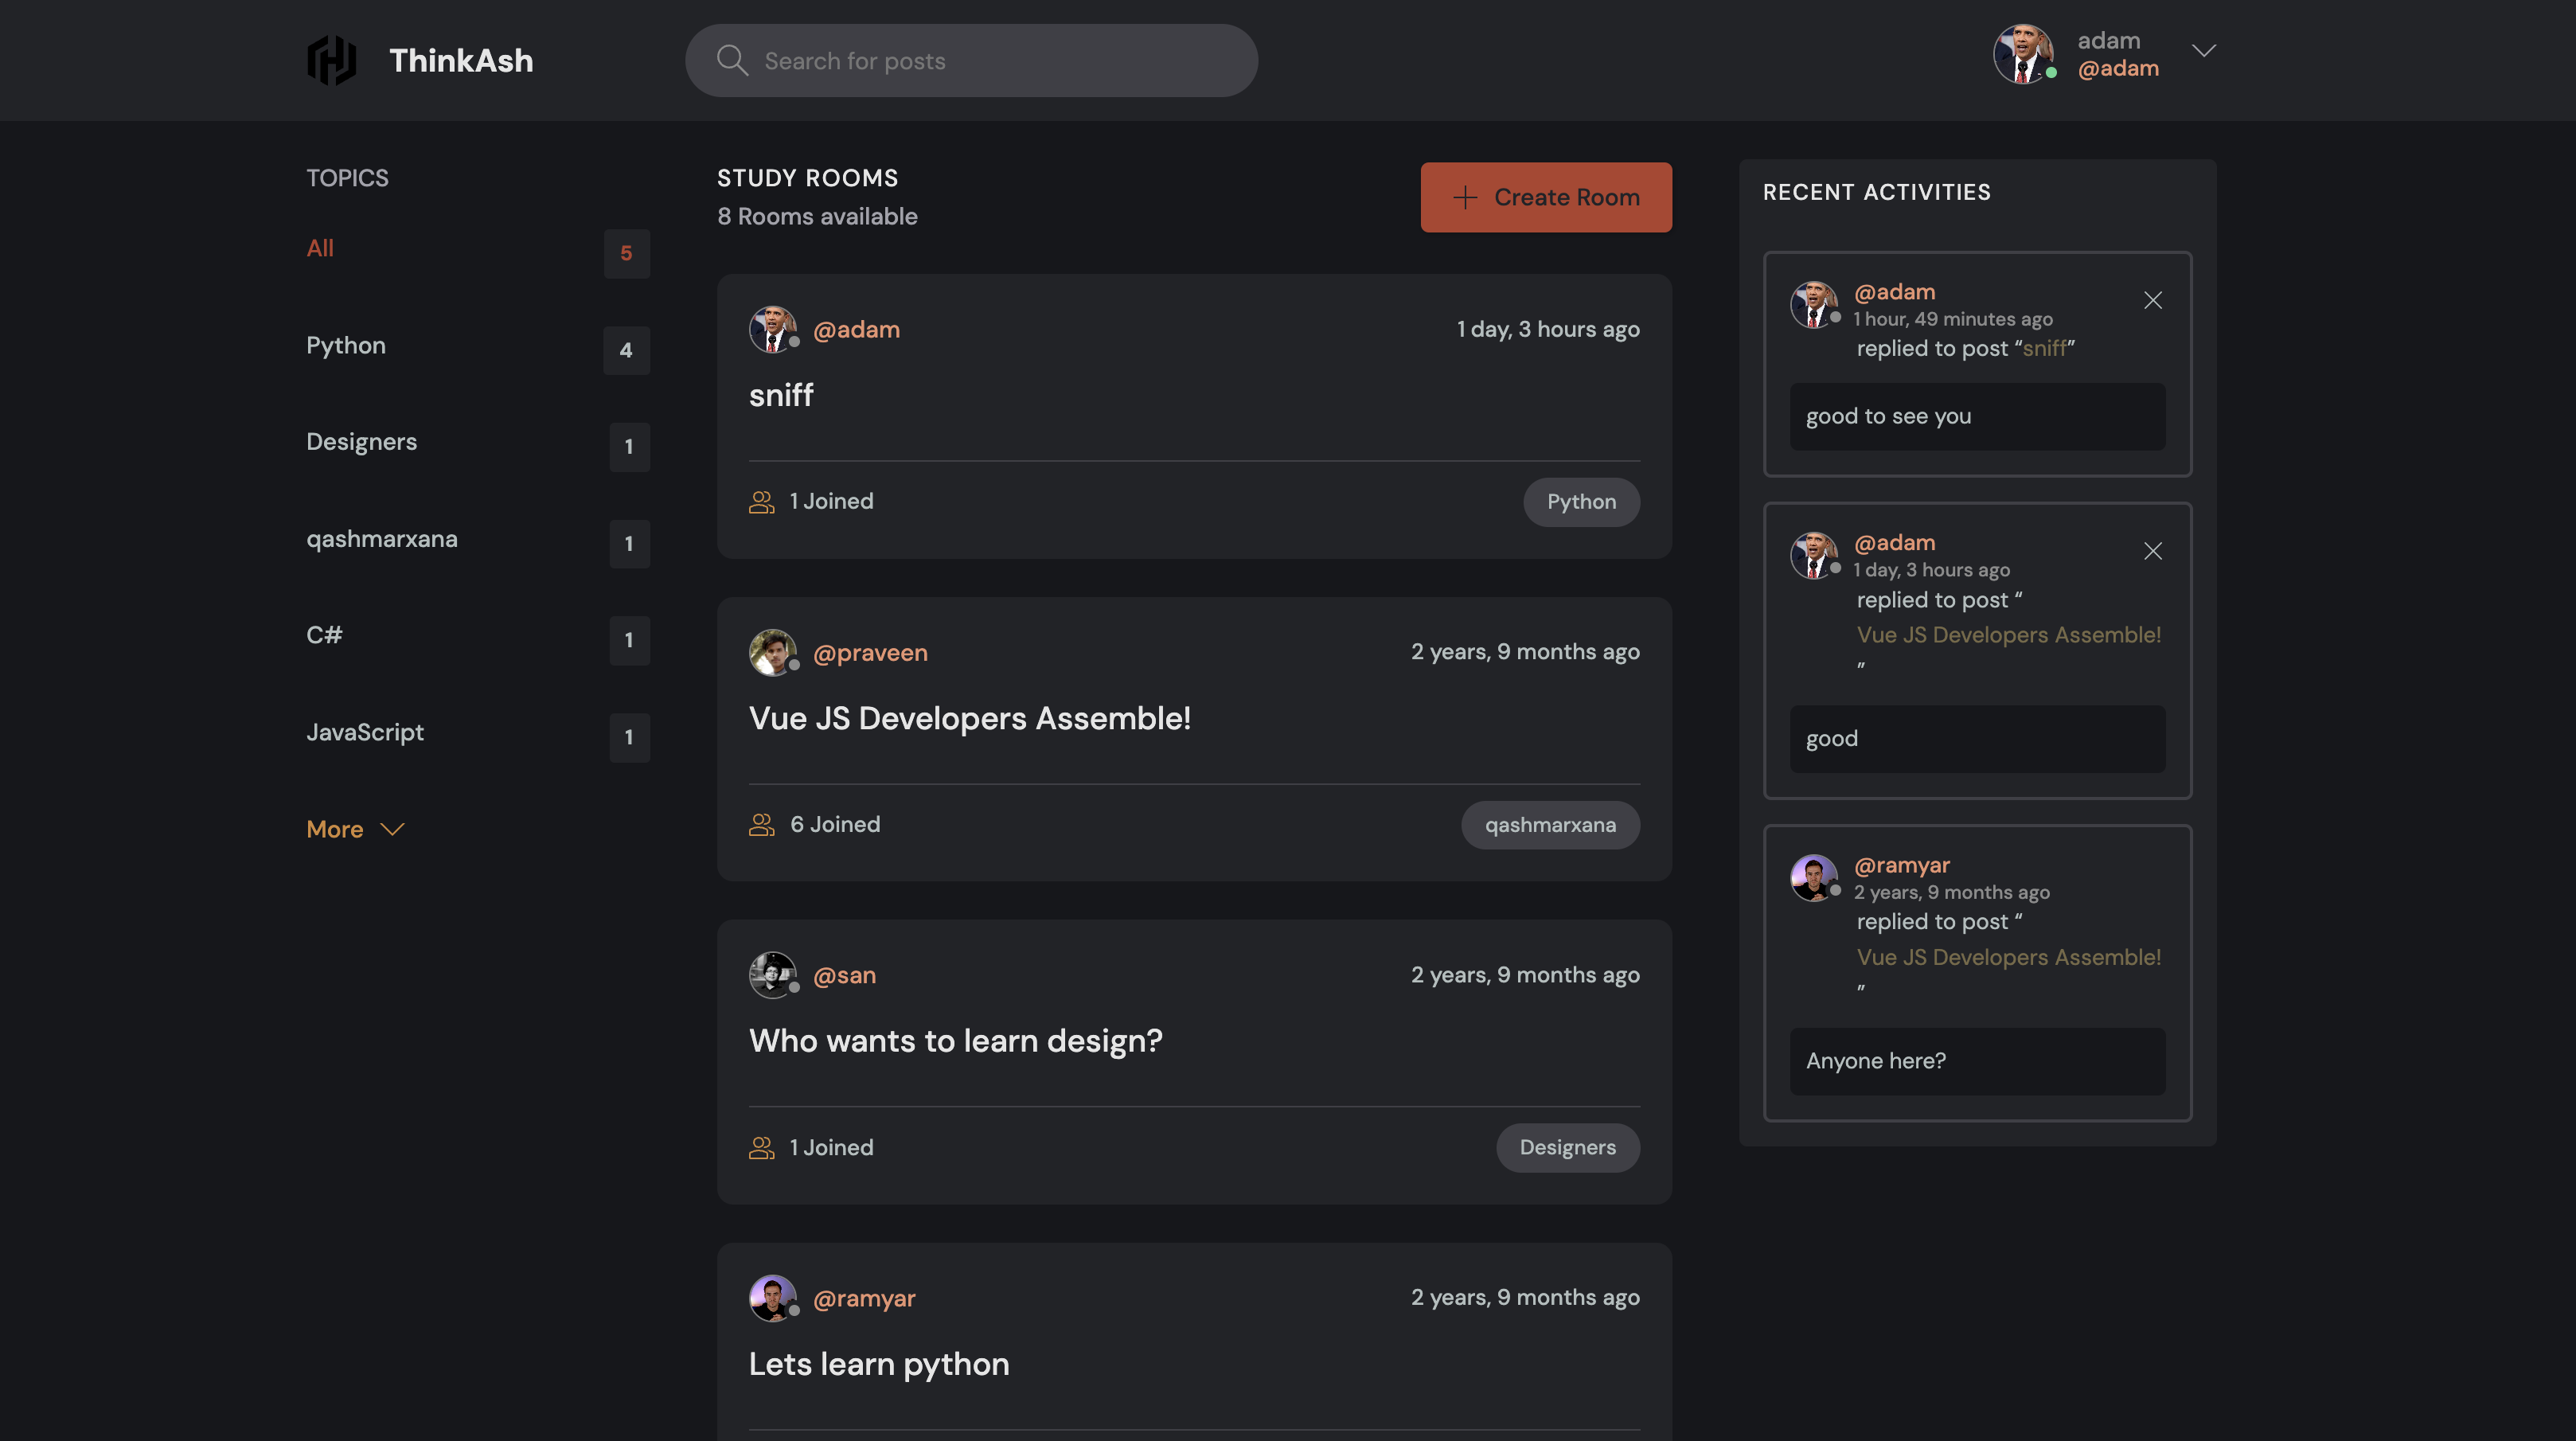 ThinkAsh
Search for posts
adam
@adam
TOPICS
All
5
Python
4
Designers
1
qashmarxana
1
C#
1
JavaScript
1
More
STUDY ROOMS
8 Rooms available
Create Room
@adam
1 day, 3 hours ago
sniff
1 Joined
Python
@praveen
2 years, 9 months ago
Vue JS Developers Assemble!
6 Joined
qashmarxana
@san
2 years, 9 months ago
Who wants to learn design?
1 Joined
Designers
@ramyar
2 years, 9 months ago
Lets learn python
RECENT ACTIVITIES
@adam
1 hour, 49 minutes ago
replied to post “sniff”
good to see you
@adam
1 day, 3 hours ago
replied to post “
Vue JS Developers Assemble!
”
good
@ramyar
2 years, 9 months ago
replied to post “
Vue JS Developers Assemble!
”
Anyone here?